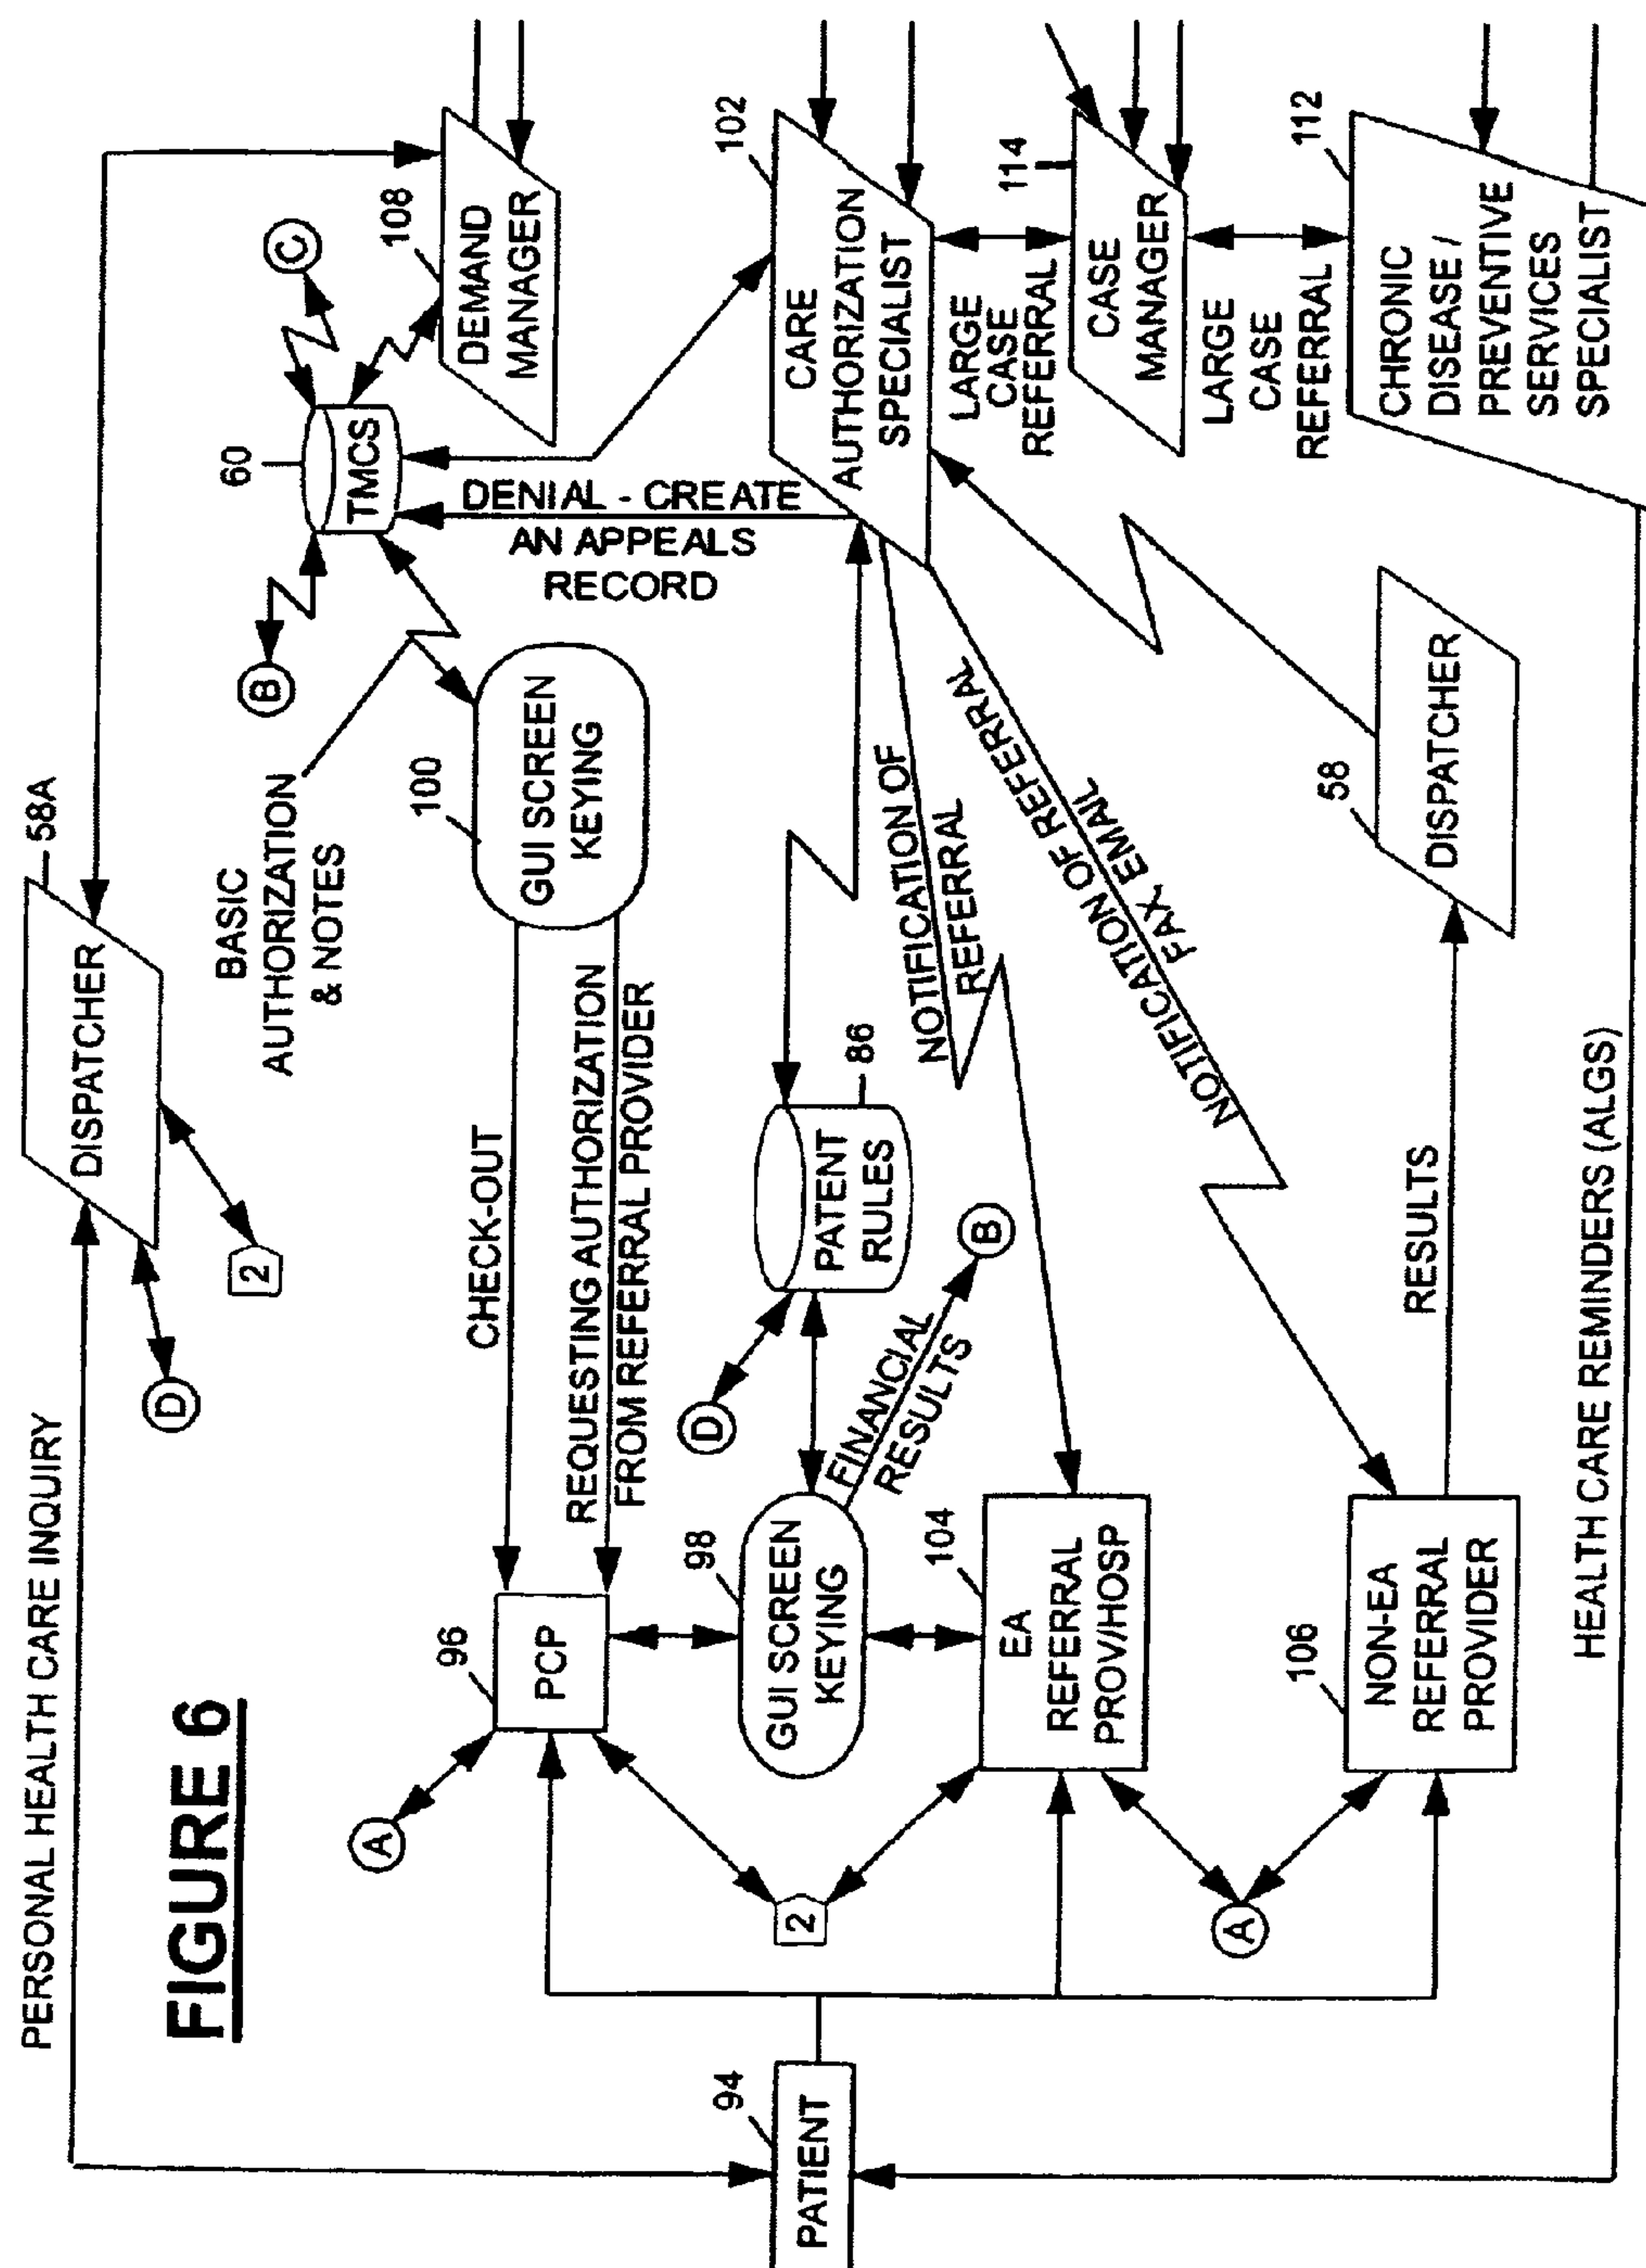 FIGURE 6
PERSONAL HEALTH CARE INQUIRY
58A
DISPATCHER
D
2
94
PATIENT
A
96
PCP
CHECK-OUT
REQUESTING AUTHORIZATION
FROM REFERRAL PROVIDER
100
GUI SCREEN
KEYING
BASIC
AUTHORIZATION
& NOTES
B
60
TMCS
C
108
DEMAND
MANAGER
DENIAL - CREATE
AN APPEALS
RECORD
2
98
GUI SCREEN
KEYING
D
FINANCIAL
RESULTS
B
86
PATENT
RULES
102
CARE
AUTHORIZATION
SPECIALIST
NOTIFICATION OF
REFERRAL
NOTIFICATION OF REFERRAL
FAX, EMAIL
104
EA
REFERRAL
PROV/HOSP
A
LARGE
CASE
REFERRAL
114
CASE
MANAGER
LARGE
CASE
REFERRAL
106
NON-EA
REFERRAL
PROVIDER
RESULTS
58
DISPATCHER
112
CHRONIC
DISEASE /
PREVENTIVE
SERVICES
SPECIALIST
HEALTH CARE REMINDERS (ALGS)